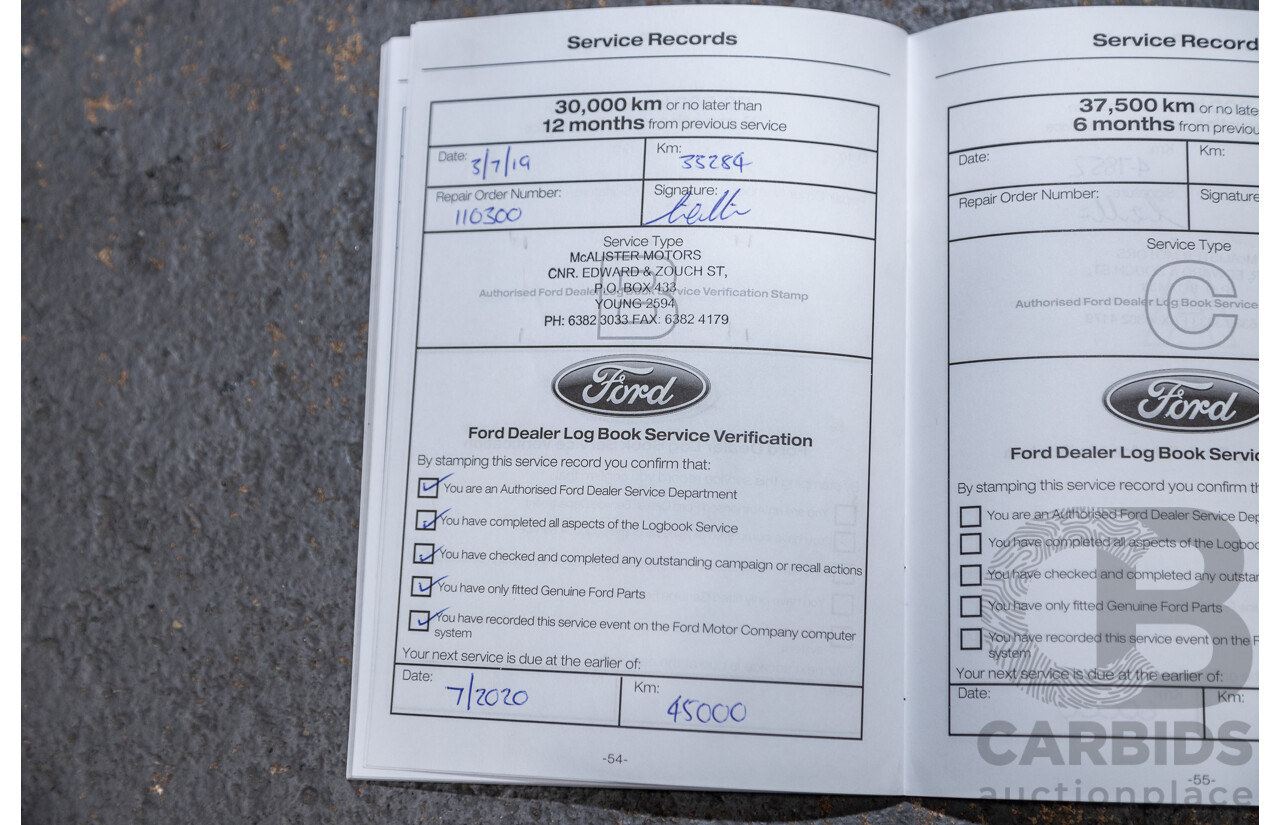 Service Records
30,000 km or no later than
12 months from previous service
Date: 3/7/19
Km: 33284
Repair Order Number: 110300
Signature:
Service Type
B
McALISTER MOTORS
CNR. EDWARD & ZOUCH ST,
P.O. BOX 433
Authorised Ford Dealer Log Book Service Verification Stamp
YOUNG 2594
PH: 6382 3033 FAX: 6382 4179
Ford
Ford Dealer Log Book Service Verification
By stamping this service record you confirm that:
You are an Authorised Ford Dealer Service Department
You have completed all aspects of the Logbook Service
You have checked and completed any outstanding campaign or recall actions
You have only fitted Genuine Ford Parts
You have recorded this service event on the Ford Motor Company computer
system
Your next service is due at the earlier of:
Date: 7/2020
Km: 45000
-54-
Service Record
37,500 km or no late
6 months from previou
Date:
Km:
Repair Order Number:
Signature
Service Type
C
Authorised Ford Dealer Log Book Service
Ford
Ford Dealer Log Book Servic
By stamping this service record you confirm th
You are an Authorised Ford Dealer Service Dep
You have completed all aspects of the Logboo
You have checked and completed any outstan
You have only fitted Genuine Ford Parts
You have recorded this service event on the F
system
Your next service is due at the earlier of:
Date:
Km:
-55-
CB
CARBIDS
auctionplace